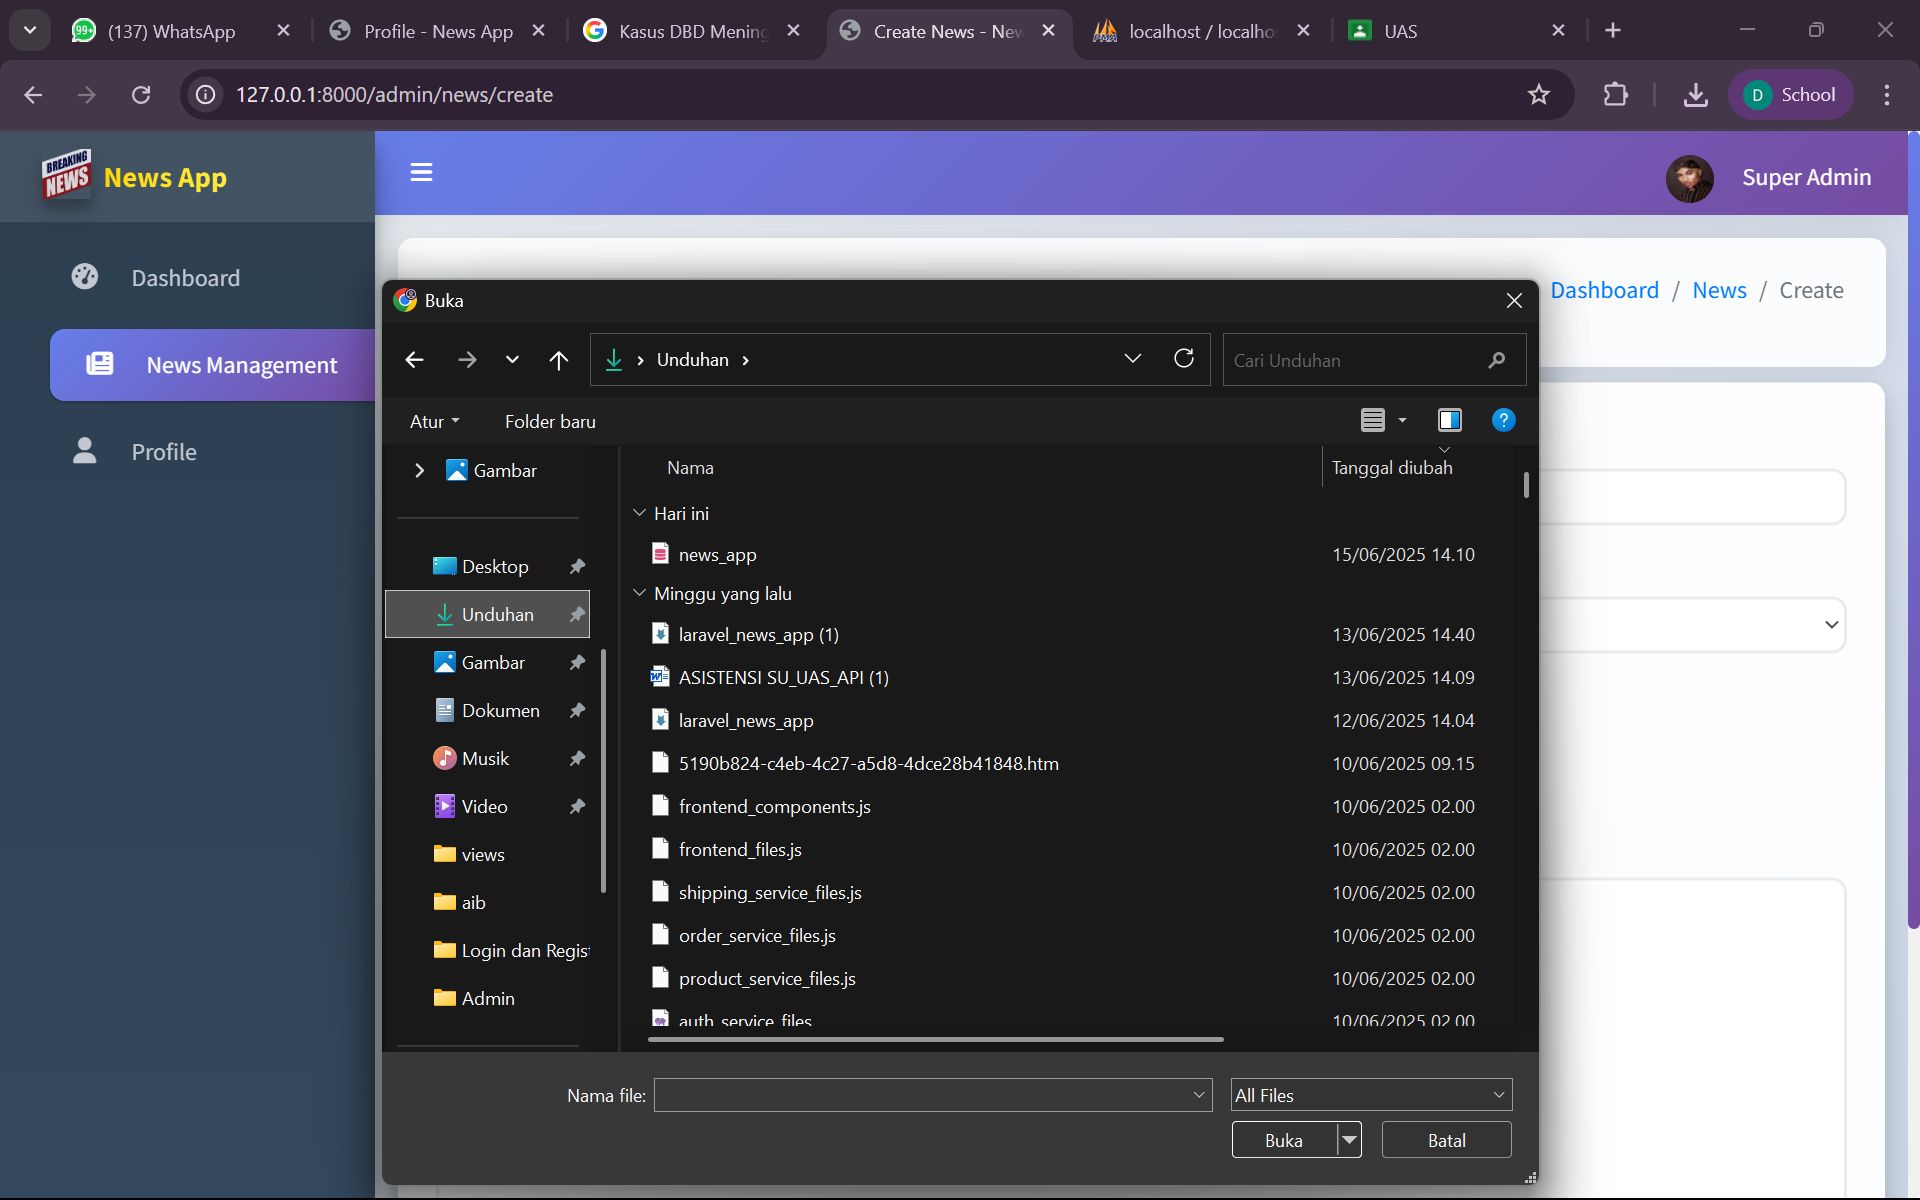 (137) WhatsApp
Profile - News App
Kasus DBD Mening
Create News - New
localhost / localho
UAS
127.0.0.1:8000/admin/news/create
D School
BREAKING
NEWS
News App
Super Admin
Dashboard
News Management
Profile
Dashboard / News / Create
Buka
Unduhan
Cari Unduhan
Atur
Folder baru
Gambar
Desktop
Unduhan
Gambar
Dokumen
Musik
Video
views
aib
Login dan Regist
Admin
Nama Tanggal diubah
Hari ini
news_app 15/06/2025 14.10
Minggu yang lalu
laravel_news_app (1) 13/06/2025 14.40
ASISTENSI SU_UAS_API (1) 13/06/2025 14.09
laravel_news_app 12/06/2025 14.04
5190b824-c4eb-4c27-a5d8-4dce28b41848.htm 10/06/2025 09.15
frontend_components.js 10/06/2025 02.00
frontend_files.js 10/06/2025 02.00
shipping_service_files.js 10/06/2025 02.00
order_service_files.js 10/06/2025 02.00
product_service_files.js 10/06/2025 02.00
auth_service_files 10/06/2025 02.00
Nama file:
All Files
Buka
Batal